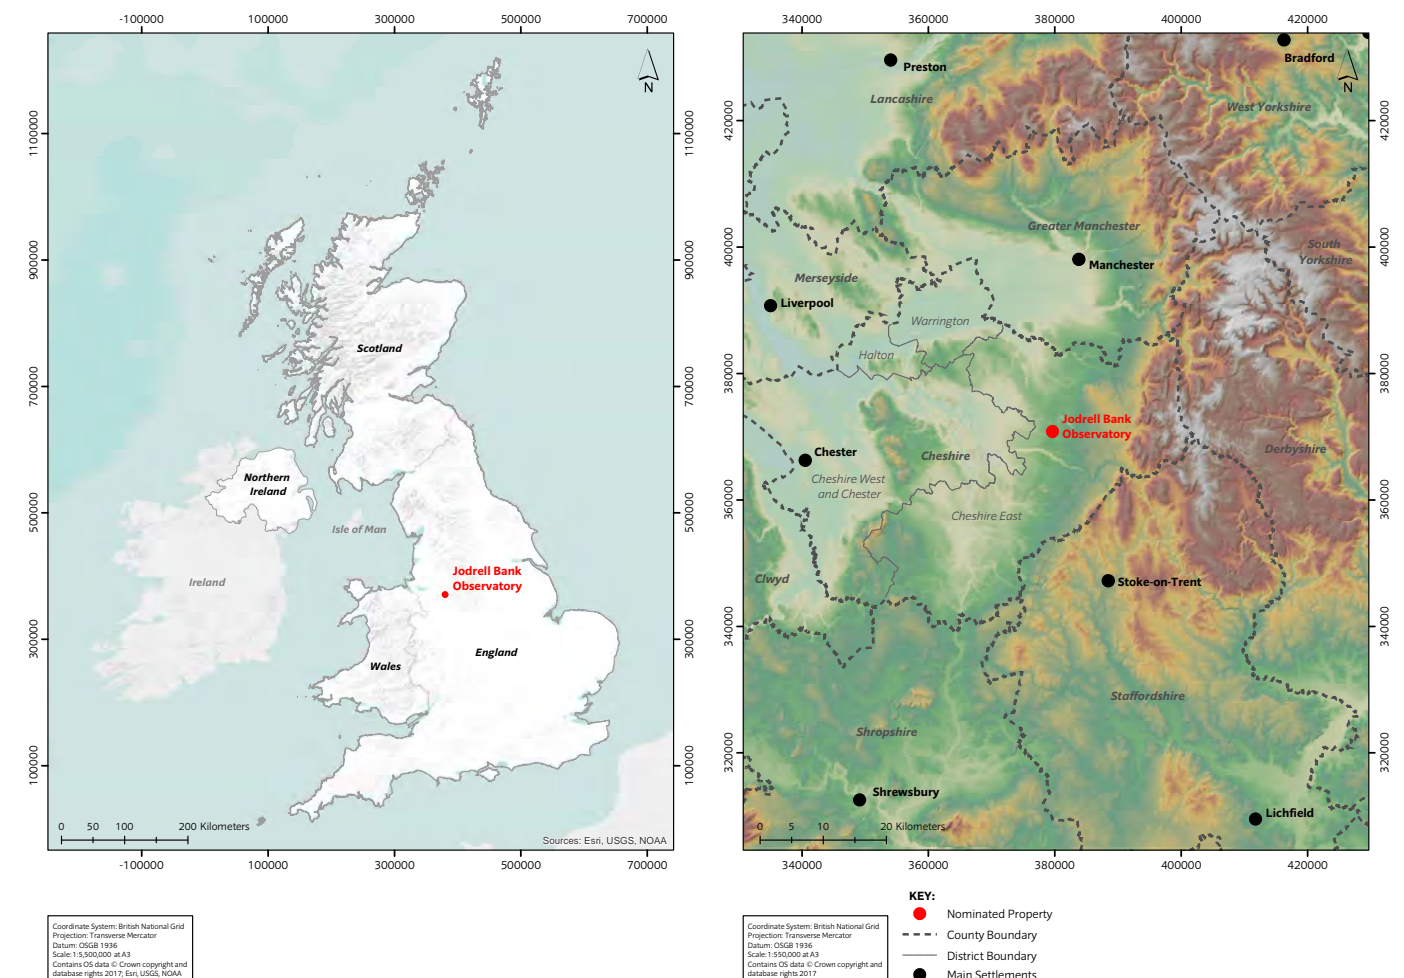 -100000 100000 300000 500000 700000
1100000 1100000
900000 900000
700000 700000
500000 500000
300000 300000
100000 100000
N
Scotland
Northern
Ireland
Isle of Man
Ireland
Jodrell Bank
Observatory
England
Wales
0 50 100 200 Kilometers
Sources: Esri, USGS, NOAA
-100000 100000 300000 500000 700000
Coordinate System: British National Grid
Projection: Transverse Mercator
Datum: OSGB 1936
Scale: 1:5,500,000 at A3
Contains OS data © Crown copyright and
database rights 2017; Esri, USGS, NOAA
340000 360000 380000 400000 420000
420000 420000
400000 400000
380000 380000
360000 360000
340000 340000
320000 320000
Bradford
N
Preston
Lancashire
West Yorkshire
Greater Manchester
South
Yorkshire
Manchester
Merseyside
Liverpool
Warrington
Halton
Jodrell Bank
Observatory
Derbyshire
Chester
Cheshire
Cheshire West
and Chester
Cheshire East
Clwyd
Stoke-on-Trent
Staffordshire
Shropshire
Shrewsbury
Lichfield
0 5 10 20 Kilometers
340000 360000 380000 400000 420000
Coordinate System: British National Grid
Projection: Transverse Mercator
Datum: OSGB 1936
Scale: 1:550,000 at A3
Contains OS data © Crown copyright and
database rights 2017
KEY:
Nominated Property
County Boundary
District Boundary
Main Settlements